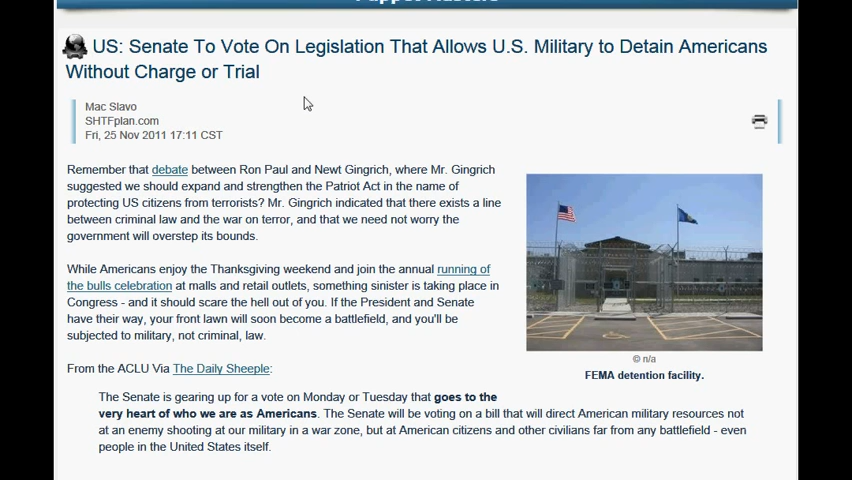 US: Senate To Vote On Legislation That Allows U.S. Military to Detain Americans
Without Charge or Trial
Mac Slavo
SHTFplan.com
Fri, 25 Nov 2011 17:11 CST
Remember that debate between Ron Paul and Newt Gingrich, where Mr. Gingrich
suggested we should expand and strengthen the Patriot Act in the name of
protecting US citizens from terrorists? Mr. Gingrich indicated that there exists a line
between criminal law and the war on terror, and that we need not worry the
government will overstep its bounds.
While Americans enjoy the Thanksgiving weekend and join the annual running of
the bulls celebration at malls and retail outlets, something sinister is taking place in
Congress - and it should scare the hell out of you. If the President and Senate
have their way, your front lawn will soon become a battlefield, and you'll be
subjected to military, not criminal, law.
© n/a
FEMA detention facility.
From the ACLU Via The Daily Sheeple:
The Senate is gearing up for a vote on Monday or Tuesday that goes to the
very heart of who we are as Americans. The Senate will be voting on a bill that will direct American military resources not
at an enemy shooting at our military in a war zone, but at American citizens and other civilians far from any battlefield - even
people in the United States itself.